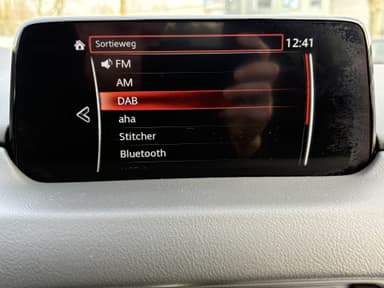 Sortieweg
12:41
FM
AM
DAB
aha
Stitcher
Bluetooth